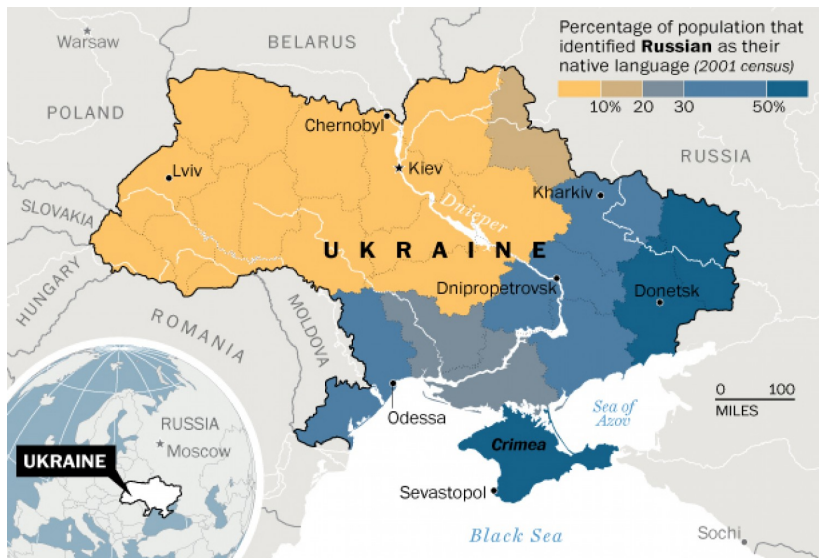 Percentage of population that
identified Russian as their
native language (2001 census)
10% 20 30 50%
Warsaw
BELARUS
POLAND
Chernobyl
RUSSIA
Lviv
Kiev
Kharkiv
SLOVAKIA
Dnieper
UKRAINE
HUNGARY
Dnipropetrovsk
Donetsk
MOLDOVA
ROMANIA
0 100
MILES
Odessa
Sea of
Azov
RUSSIA
Moscow
UKRAINE
Crimea
Sevastopol
Black Sea
Sochi